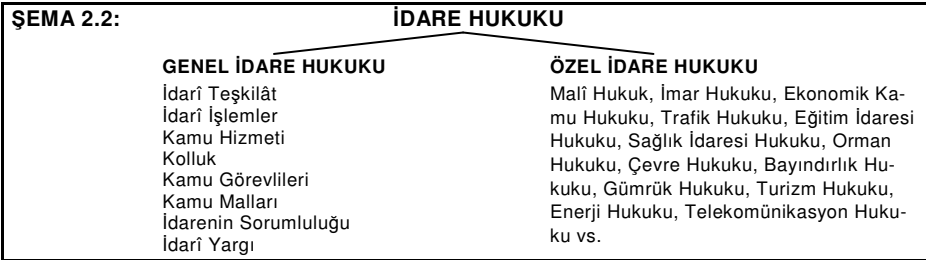 ŞEMA 2.2: İDARE HUKUKU
GENEL İDARE HUKUKU
İdarî Teşkilât
İdarî İşlemler
Kamu Hizmeti
Kolluk
Kamu Görevlileri
Kamu Malları
İdarenin Sorumluluğu
İdarî Yargı
ÖZEL İDARE HUKUKU
Malî Hukuk, İmar Hukuku, Ekonomik Ka-
mu Hukuku, Trafik Hukuku, Eğitim İdaresi
Hukuku, Sağlık İdaresi Hukuku, Orman
Hukuku, Çevre Hukuku, Bayındırlık Hu-
kuku, Gümrük Hukuku, Turizm Hukuku,
Enerji Hukuku, Telekomünikasyon Huku-
ku vs.